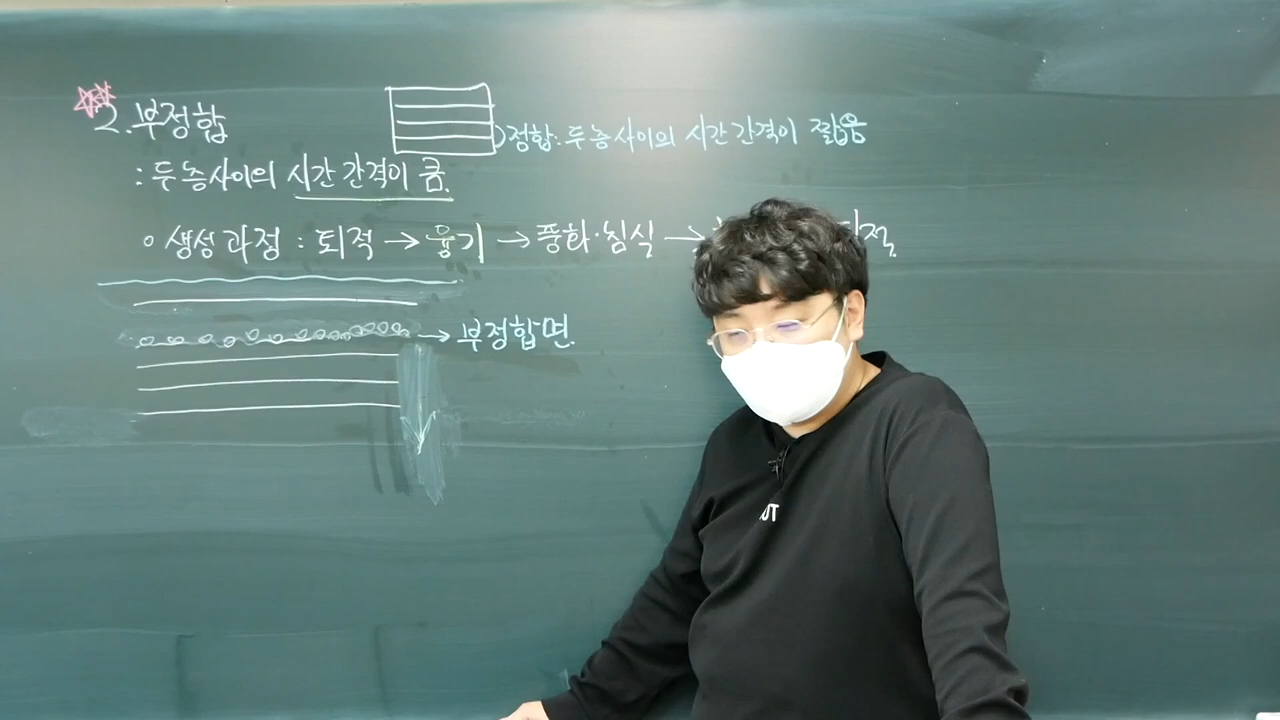 2. 부정합
정합: 두 층 사이의 시간 간격이 짧음
: 두 층 사이의 시간 간격이 큼.
○ 생성 과정 : 퇴적 → 융기 → 풍화·침식 →
→ 부정합면.